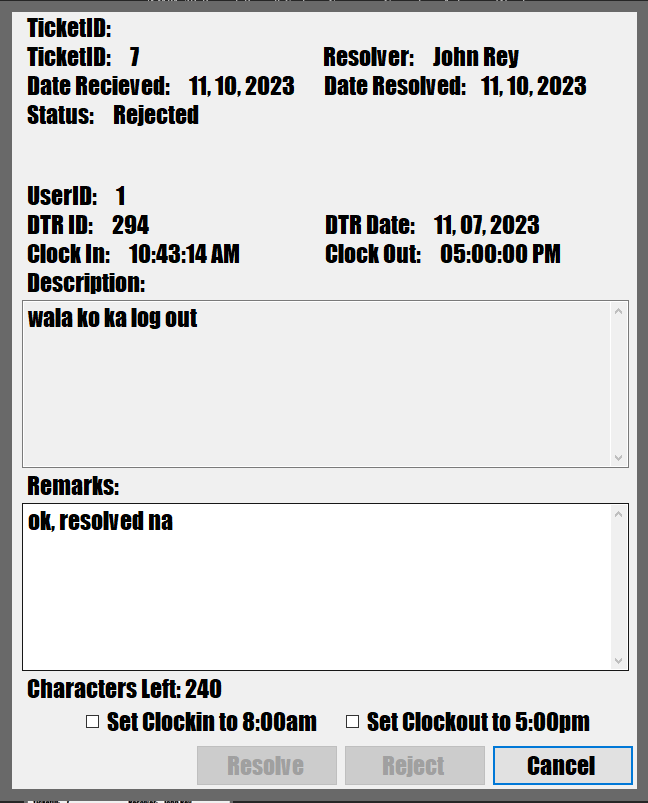 TicketID:
TicketID: 7 Resolver: John Rey
Date Recieved: 11, 10, 2023 Date Resolved: 11, 10, 2023
Status: Rejected
UserID: 1
DTR ID: 294 DTR Date: 11, 07, 2023
Clock In: 10:43:14 AM Clock Out: 05:00:00 PM
Description:
wala ko ka log out
Remarks:
ok, resolved na
Characters Left: 240
Set Clockin to 8:00am Set Clockout to 5:00pm
Resolve Reject Cancel